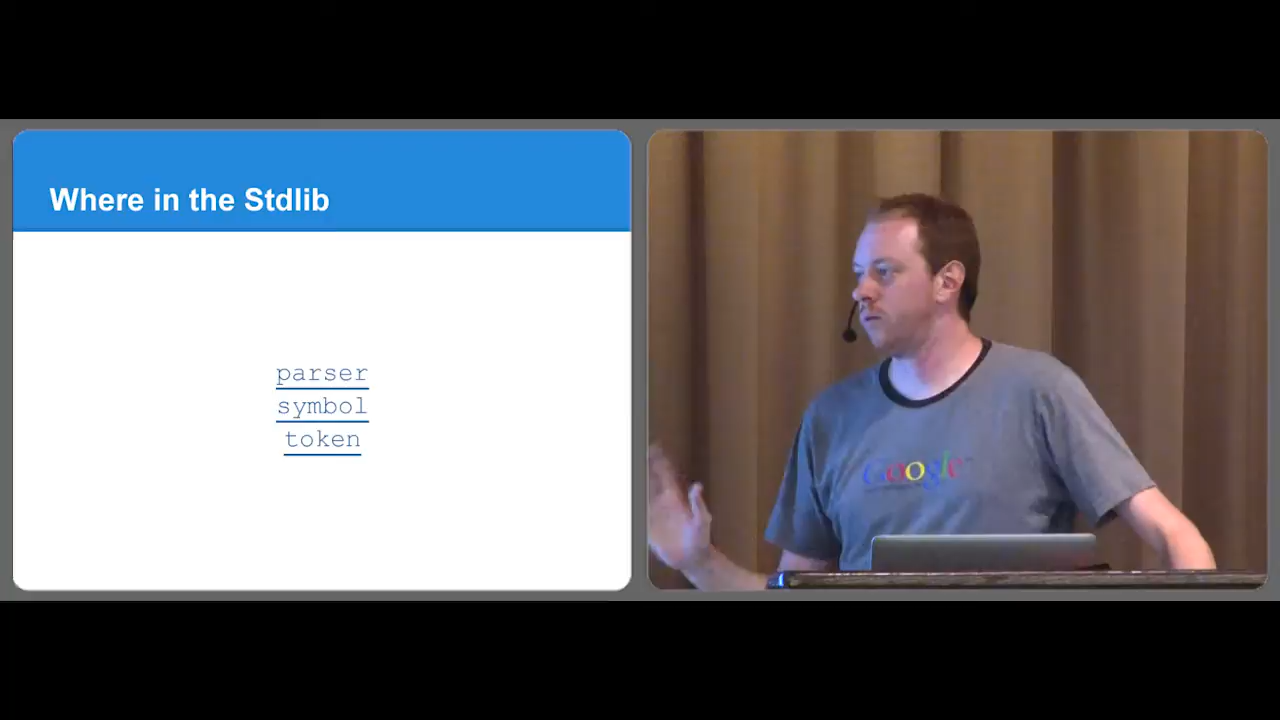 Where in the Stdlib
parser
symbol
token
Google